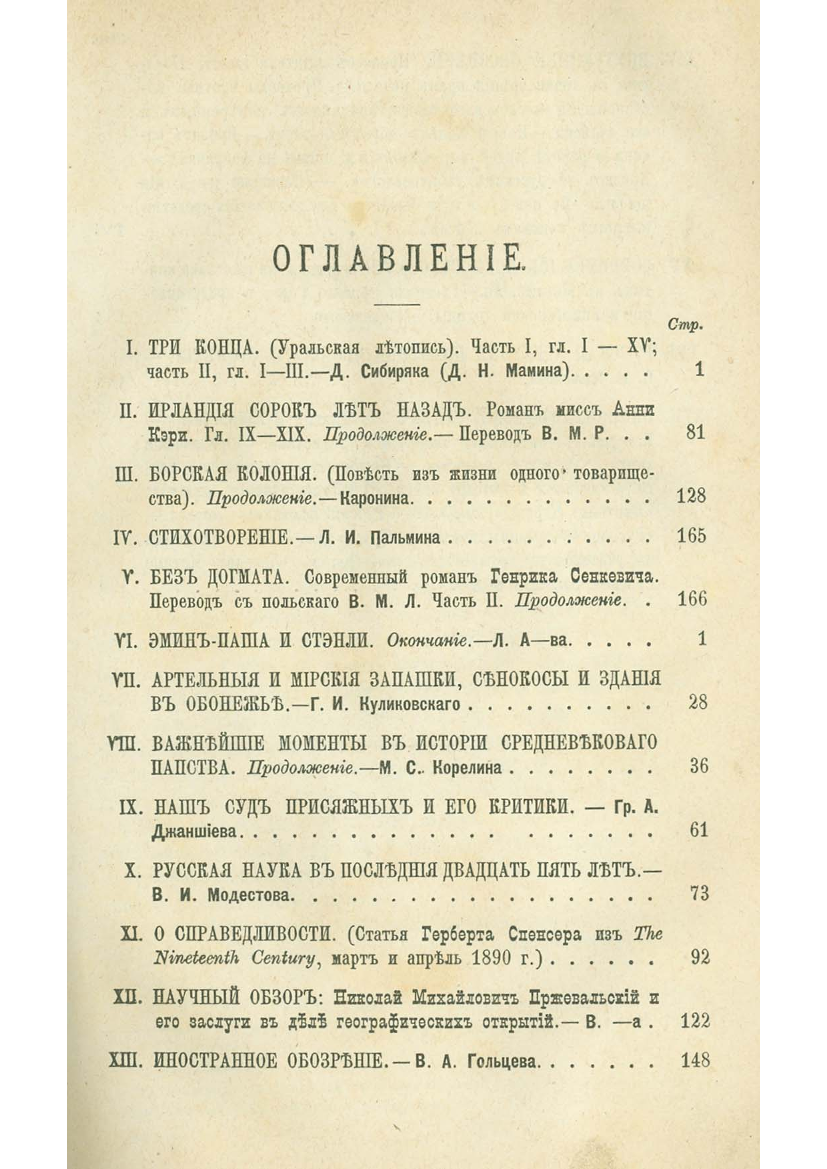 ОГЛАВЛЕНІЕ.
Стр.
I. ТРИ КОНЦА. (Уральская лѣтопись). Часть I, гл. I — XV;
часть II, гл. I—III.—Д. Сибиряка (Д. Н. Мамина). . . . . 1
II. ИРЛАНДІЯ СОРОКЪ ЛѢТЪ НАЗАДЪ. Романъ миссъ Анни
Кэри. Гл. IX—XIX. Продолженіе.— Переводъ В. М. Р. . . 81
III. БОРСКАЯ КОЛОНІЯ. (Повѣсть изъ жизни одного товарище-
ства). Продолженіе.—Каронина. . . . . . . . . . . . . 128
IV. СТИХОТВОРЕНІЕ.—Л. И. Пальмина . . . . . . . . . . . 165
V. БЕЗЪ ДОГМАТА. Современный романъ Генрика Сенкевича.
Переводъ съ польскаго В. М. Л. Часть II. Продолженіе. . 166
VI. ЭМИНЪ-ПАША И СТЭНЛИ. Окончаніе.—Л. А—ва. . . . . 1
VII. АРТЕЛЬНЫЯ И МІРСКІЯ ЗАПАШКИ, СѢНОКОСЫ И ЗДАНІЯ
ВЪ ОБОНЕЖЬѢ.—Г. И. Куликовскаго . . . . . . . . . . 28
VIII. ВАЖНѢЙШІЕ МОМЕНТЫ ВЪ ИСТОРІИ СРЕДНЕВѢКОВАГО
ПАПСТВА. Продолженіе.—М. С. Корелина . . . . . . . . 36
IX. НАШЪ СУДЪ ПРИСЯЖНЫХЪ И ЕГО КРИТИКИ. — Гр. А.
Джаншіева. . . . . . . . . . . . . . . . . . . . 61
X. РУССКАЯ НАУКА ВЪ ПОСЛѢДНІЯ ДВАДЦАТЬ ПЯТЬ ЛѢТЪ.—
В. И. Модестова. . . . . . . . . . . . . . . . . . 73
XI. О СПРАВЕДЛИВОСТИ. (Статья Герберта Спенсера изъ The
Nineteenth Century, мартъ и апрѣль 1890 г.) . . . . . . 92
XII. НАУЧНЫЙ ОБЗОРЪ: Николай Михайловичъ Пржевальскій и
его заслуги въ дѣлѣ географическихъ открытій.— В. —а . 122
XIII. ИНОСТРАННОЕ ОБОЗРѢНІЕ.—В. А. Гольцева. . . . . . . 148